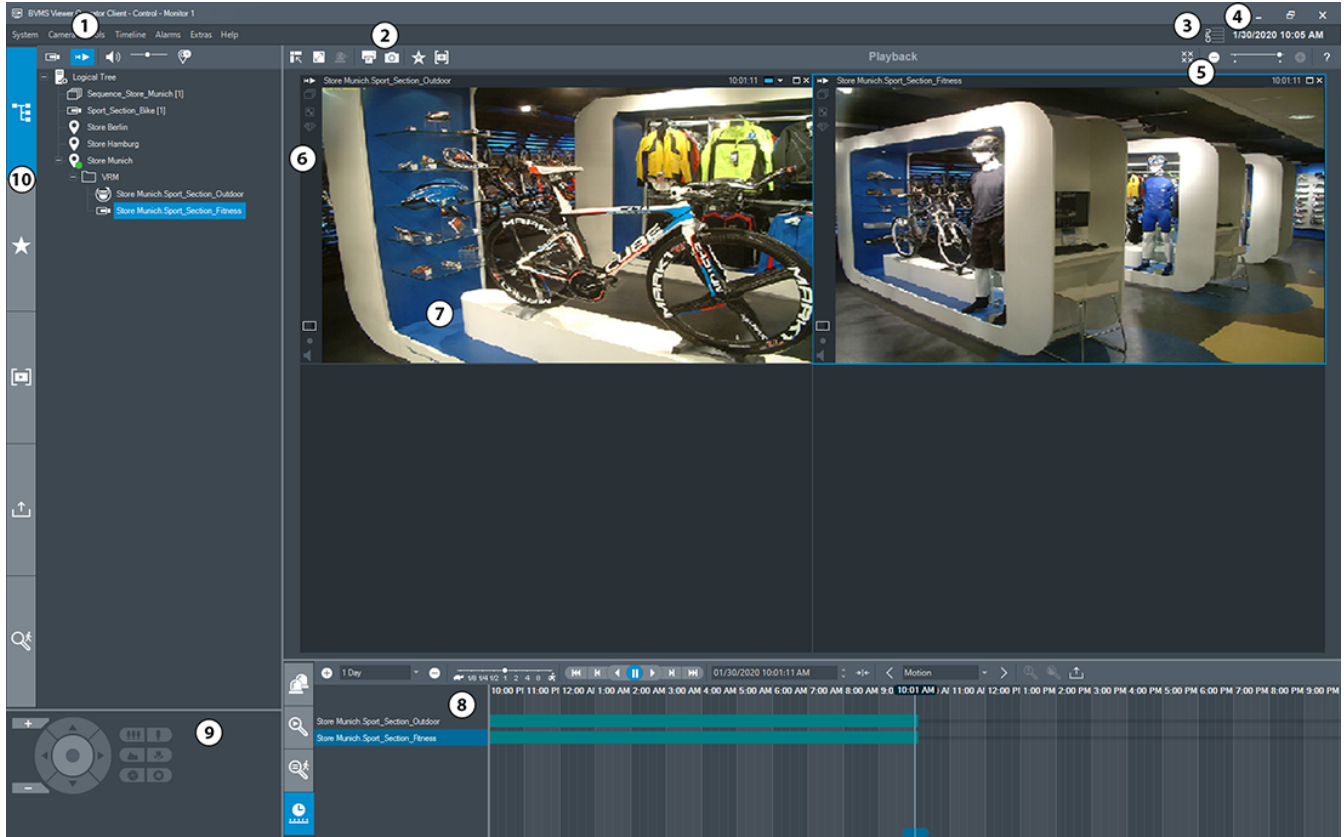 BVMS Viewer Operator Client - Control - Monitor 1
1
2
3
4
System Camera Tools Timeline Alarms Extras Help
1/30/2020 10:05 AM
Playback
5
?
Logical Tree
Sequence_Store_Munich [1]
Sport_Section_Bike [1]
Store Berlin
Store Hamburg
Store Munich
VRM
Store Munich.Sport_Section_Outdoor
Store Munich.Sport_Section_Fitness
10
Store Munich.Sport_Section_Outdoor 10:01:11
Store Munich.Sport_Section_Fitness 10:01:11
6
7
CUBE
1 Day
1/8 1/4 1/2 1 2 4 8
01/30/2020 10:01:11 AM
Motion
8
10:00 PM 11:00 PM 12:00 AM 1:00 AM 2:00 AM 3:00 AM 4:00 AM 5:00 AM 6:00 AM 7:00 AM 8:00 AM 9:0 10:01 AM AM 11:00 AM 12:00 PM 1:00 PM 2:00 PM 3:00 PM 4:00 PM 5:00 PM 6:00 PM 7:00 PM 8:00 PM 9:00 PM
Store Munich.Sport_Section_Outdoor
Store Munich.Sport_Section_Fitness
9